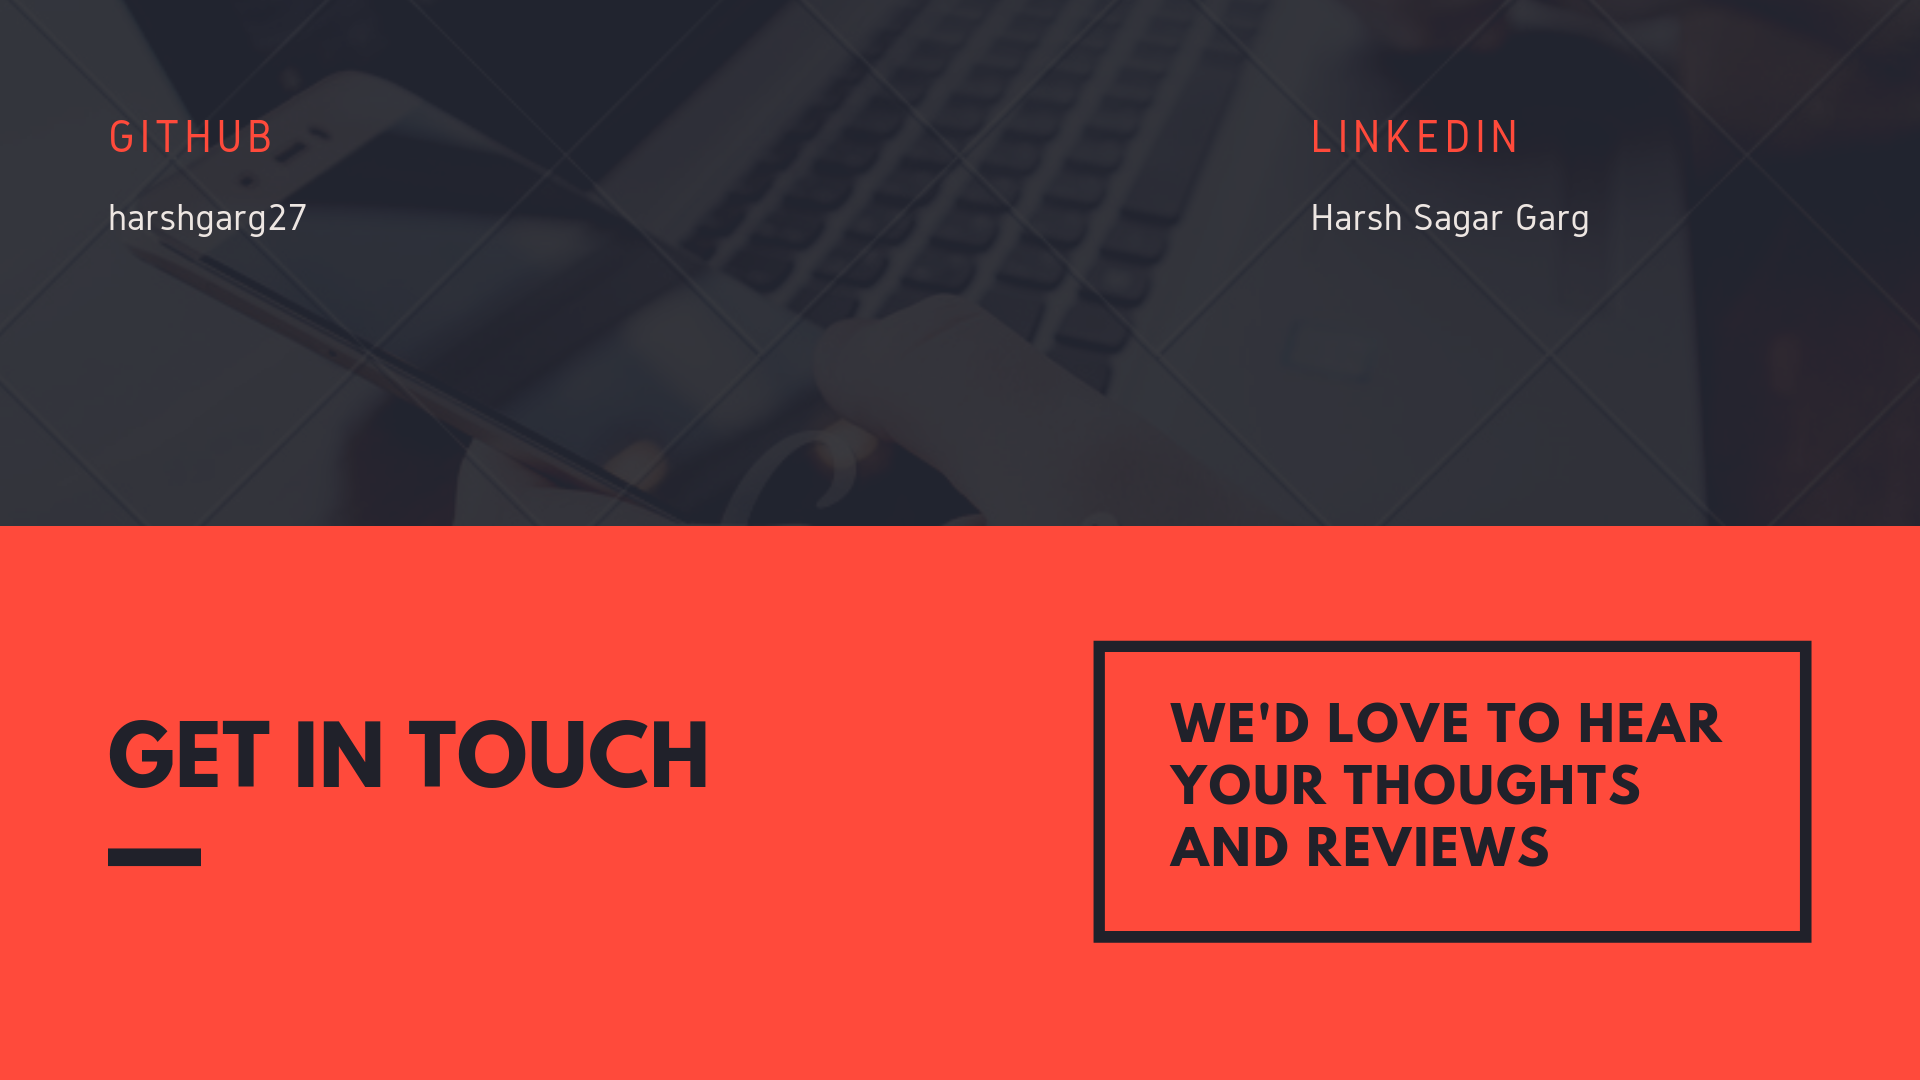 GITHUB
harshgarg27
LINKEDIN
Harsh Sagar Garg
GET IN TOUCH
WE'D LOVE TO HEAR
YOUR THOUGHTS
AND REVIEWS